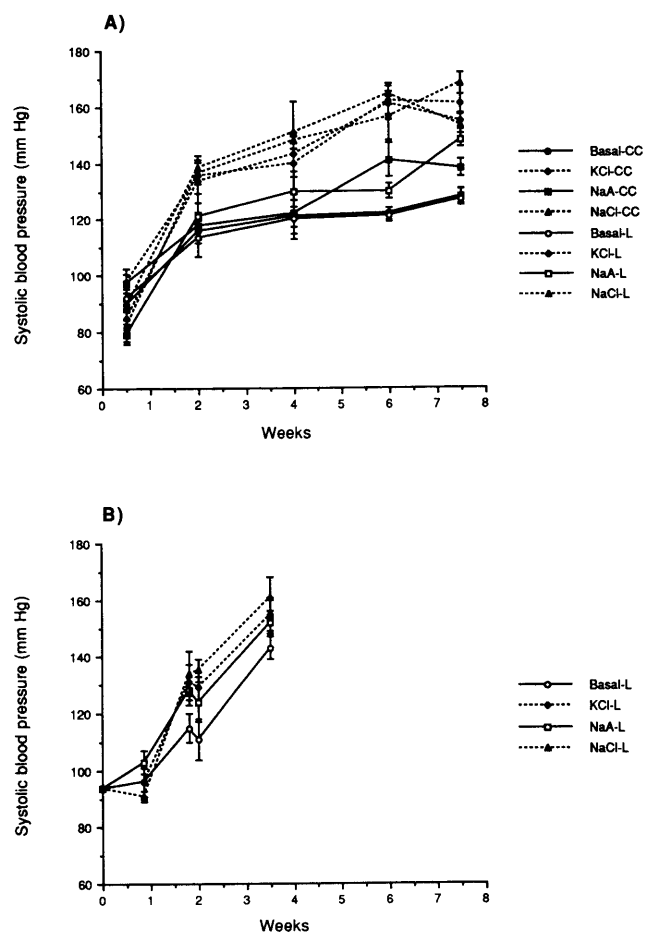 A)
Systolic blood pressure (mm Hg)
180
160
140
120
100
80
60
0 1 2 3 4 5 6 7 8
Weeks
Basal-CC
KCl-CC
NaA-CC
NaCl-CC
Basal-L
KCl-L
NaA-L
NaCl-L
B)
Systolic blood pressure (mm Hg)
180
160
140
120
100
80
60
0 1 2 3 4 5 6 7 8
Weeks
Basal-L
KCl-L
NaA-L
NaCl-L